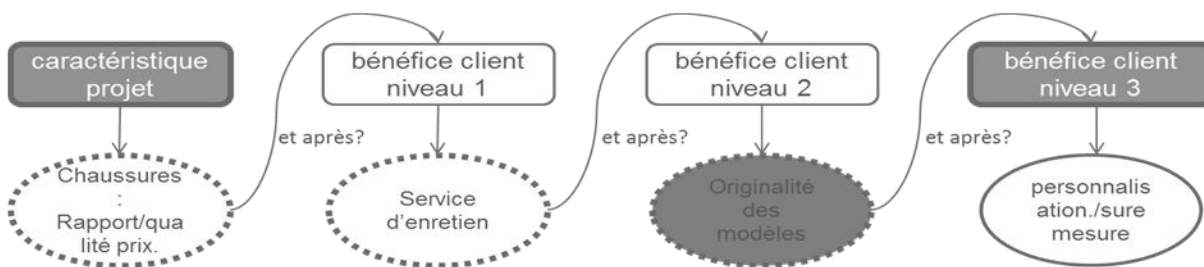 caractéristique
projet
bénéfice client
niveau 1
bénéfice client
niveau 2
bénéfice client
niveau 3
et après?
et après?
et après?
Chaussures
:
Rapport/qua
lité prix.
Service
d'enretien
Originalité
des
modèles
personnalis
ation./sure
mesure